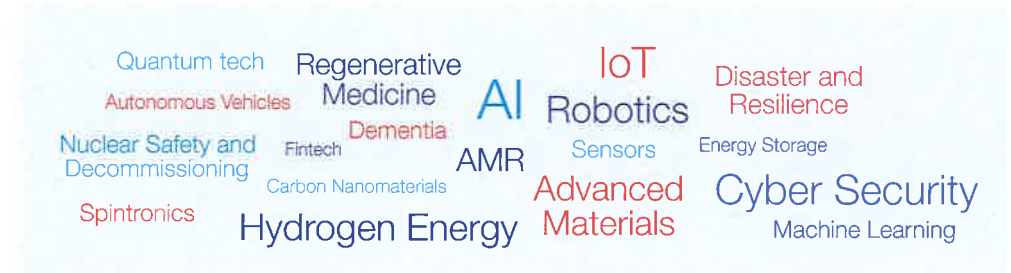 Quantum tech
Regenerative
Medicine
AI
IoT
Disaster and
Resilience
Autonomous Vehicles
Robotics
Dementia
Nuclear Safety and
Decommissioning
Fintech
AMR
Sensors
Energy Storage
Carbon Nanomaterials
Advanced
Materials
Cyber Security
Spintronics
Hydrogen Energy
Machine Learning